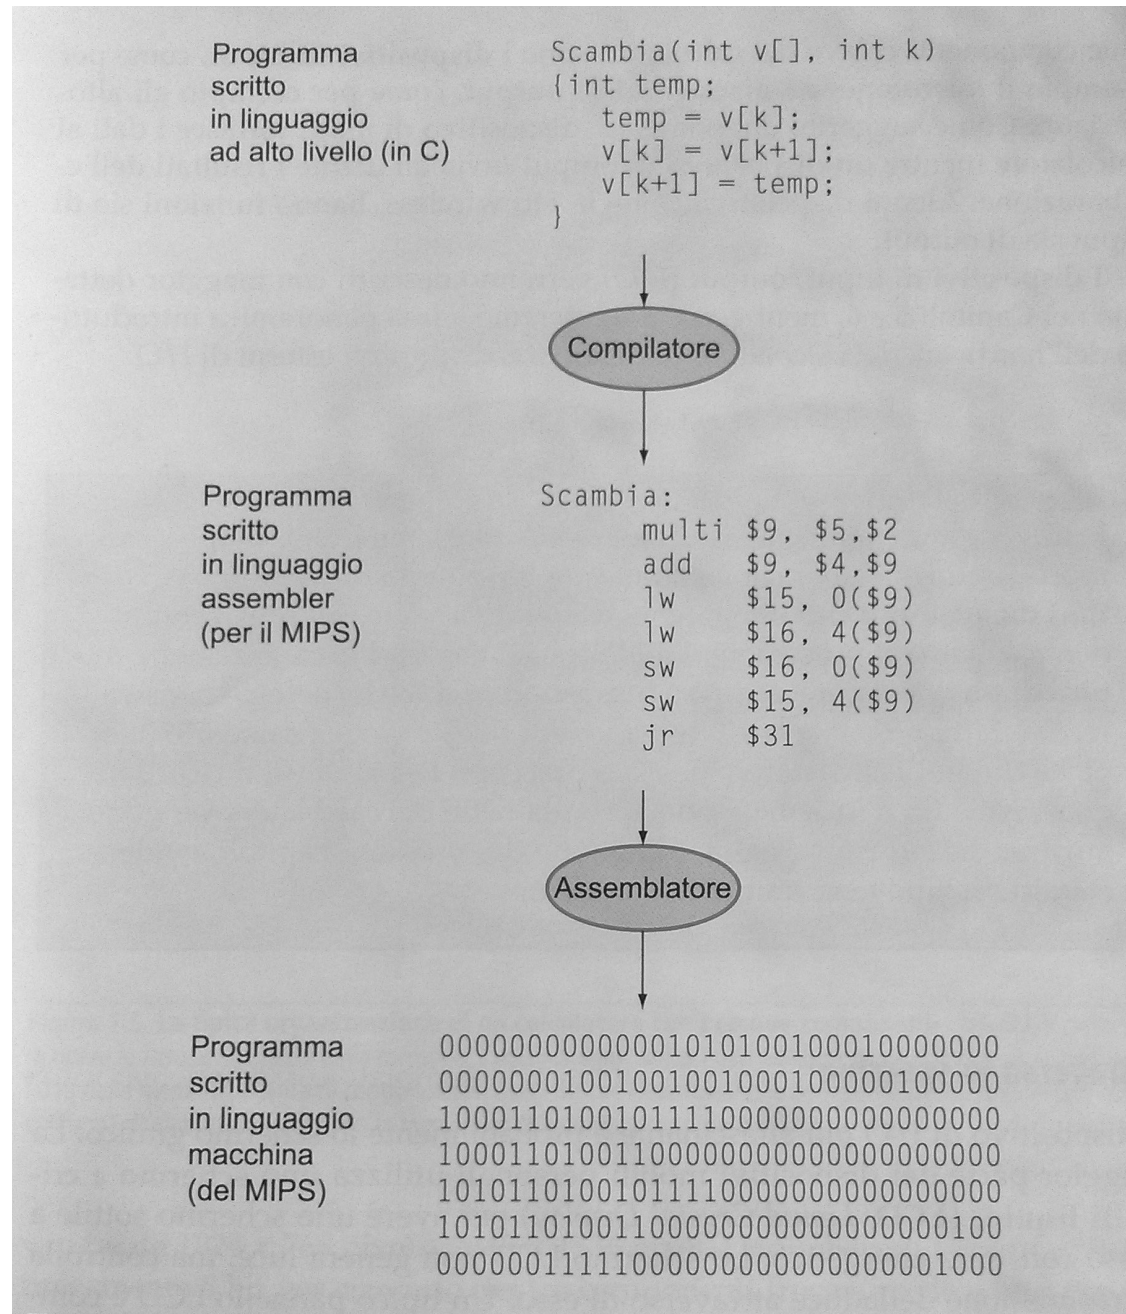 Programma
scritto
in linguaggio
ad alto livello (in C)
Scambia(int v[], int k)
{int temp;
temp = v[k];
v[k] = v[k+1];
v[k+1] = temp;
}
Compilatore
Programma
scritto
in linguaggio
assembler
(per il MIPS)
Scambia:
multi $9, $5,$2
add $9, $4,$9
lw $15, 0($9)
lw $16, 4($9)
sw $16, 0($9)
sw $15, 4($9)
jr $31
Assemblatore
Programma
scritto
in linguaggio
macchina
(del MIPS)
00000000000001010100100010000000
00000001001001001000100000100000
10001101001011110000000000000000
10001101001100000000000000000000
10101101001011110000000000000000
10101101001100000000000000000100
00000011111000000000000000001000